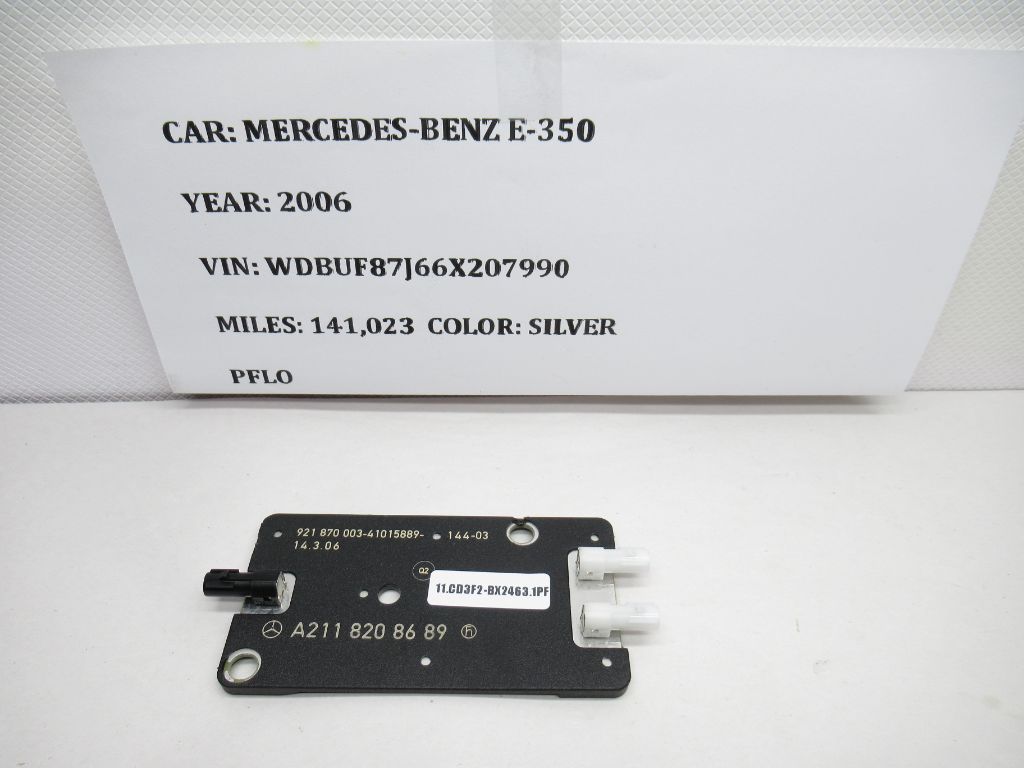 CAR: MERCEDES-BENZ E-350
YEAR: 2006
VIN: WDBUF87J66X207990
MILES: 141,023 COLOR: SILVER
PFLO
921 870 003-41015889- 144-03
14.3.06
Q2
11.CD3F2-BX2463.1PF
A211 820 86 89 h